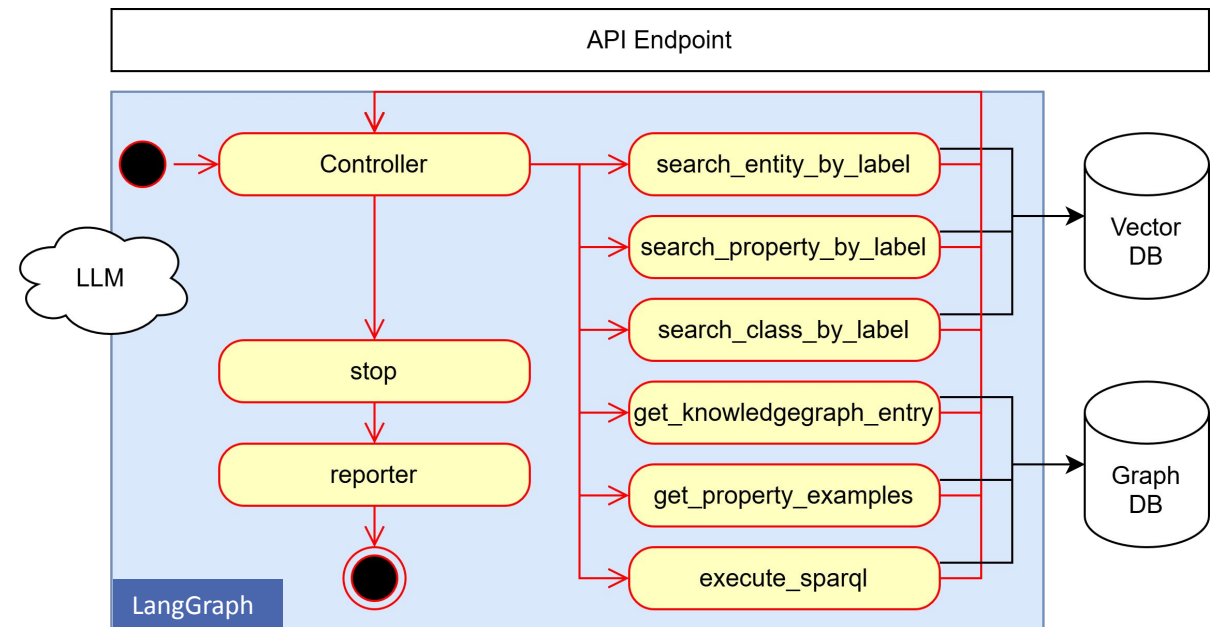 API Endpoint
Controller
search_entity_by_label
search_property_by_label
Vector
DB
LLM
search_class_by_label
stop
get_knowledgegraph_entry
reporter
get_property_examples
Graph
DB
execute_sparql
LangGraph